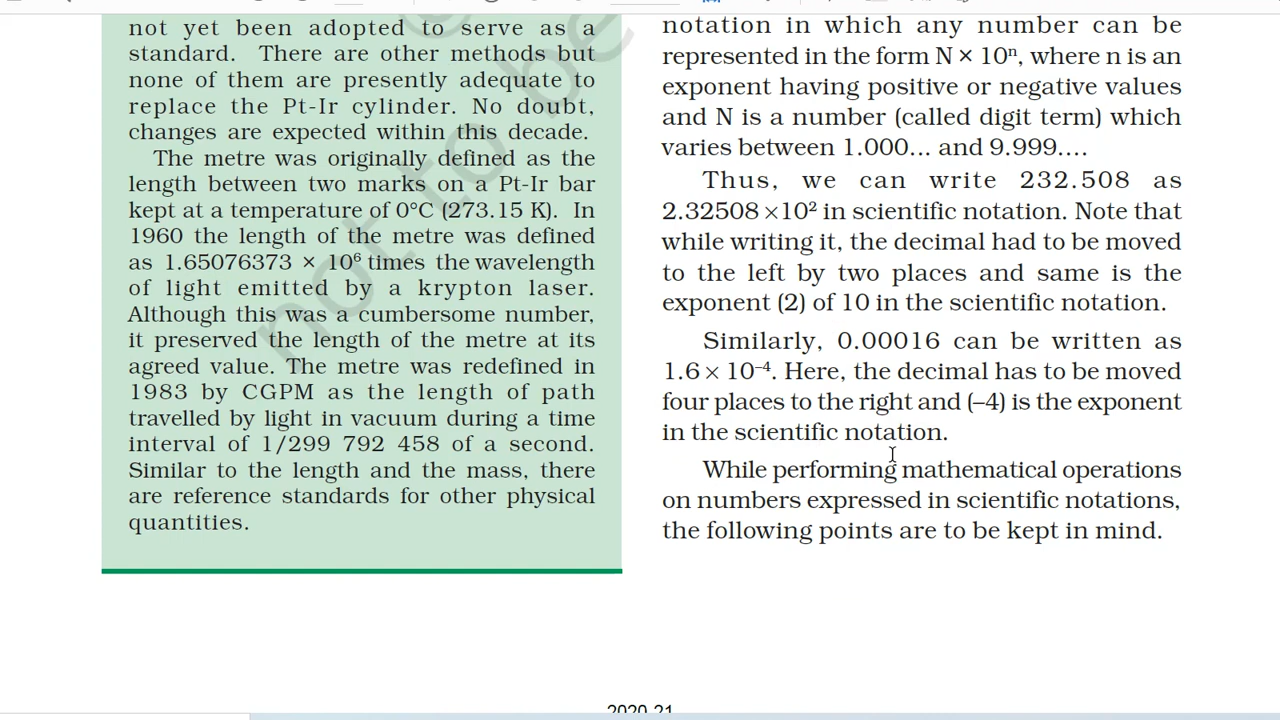 not yet been adopted to serve as a
standard. There are other methods but
none of them are presently adequate to
replace the Pt-Ir cylinder. No doubt,
changes are expected within this decade.
The metre was originally defined as the
length between two marks on a Pt-Ir bar
kept at a temperature of 0°C (273.15 K). In
1960 the length of the metre was defined
as 1.65076373 × 10⁶ times the wavelength
of light emitted by a krypton laser.
Although this was a cumbersome number,
it preserved the length of the metre at its
agreed value. The metre was redefined in
1983 by CGPM as the length of path
travelled by light in vacuum during a time
interval of 1/299 792 458 of a second.
Similar to the length and the mass, there
are reference standards for other physical
quantities.
notation in which any number can be
represented in the form N × 10ⁿ, where n is an
exponent having positive or negative values
and N is a number (called digit term) which
varies between 1.000... and 9.999....
Thus, we can write 232.508 as
2.32508 ×10² in scientific notation. Note that
while writing it, the decimal had to be moved
to the left by two places and same is the
exponent (2) of 10 in the scientific notation.
Similarly, 0.00016 can be written as
1.6 × 10⁻⁴. Here, the decimal has to be moved
four places to the right and (–4) is the exponent
in the scientific notation.
While performing mathematical operations
on numbers expressed in scientific notations,
the following points are to be kept in mind.
not to be
2020-21